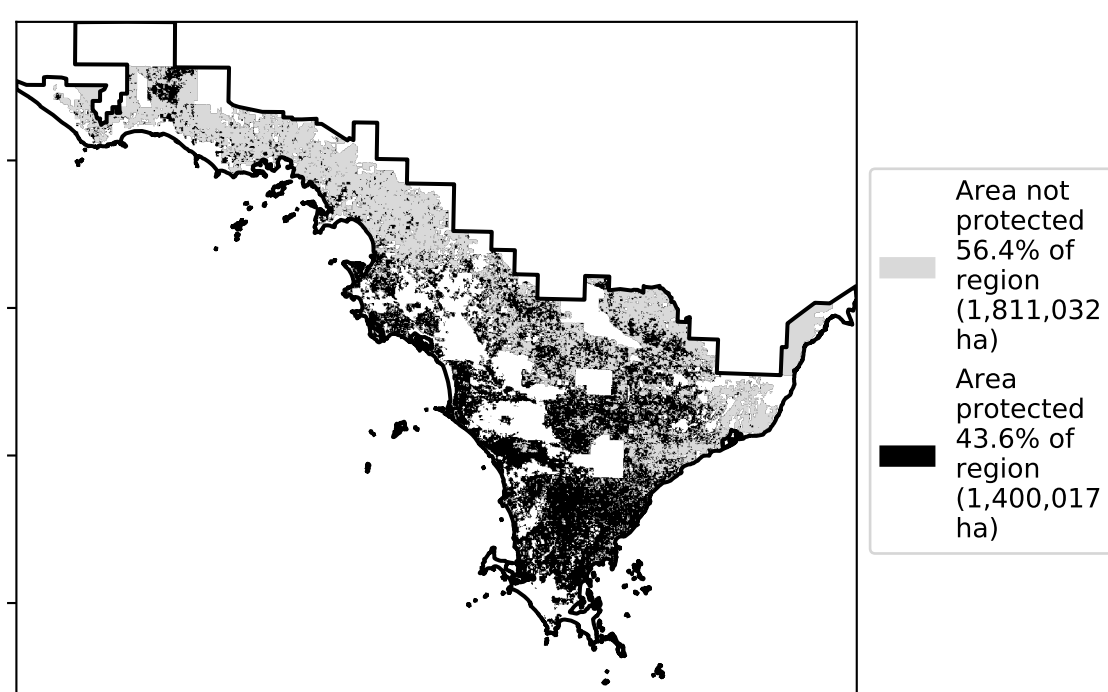 Area not
protected
56.4% of
region
(1,811,032
ha)
Area
protected
43.6% of
region
(1,400,017
ha)